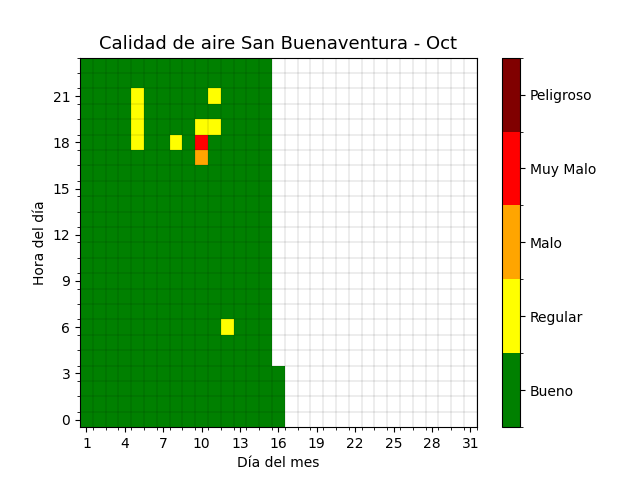 Calidad de aire San Buenaventura - Oct
Hora del día
21
18
15
12
9
6
3
0
1 4 7 10 13 16 19 22 25 28 31
Día del mes
Peligroso
Muy Malo
Malo
Regular
Bueno